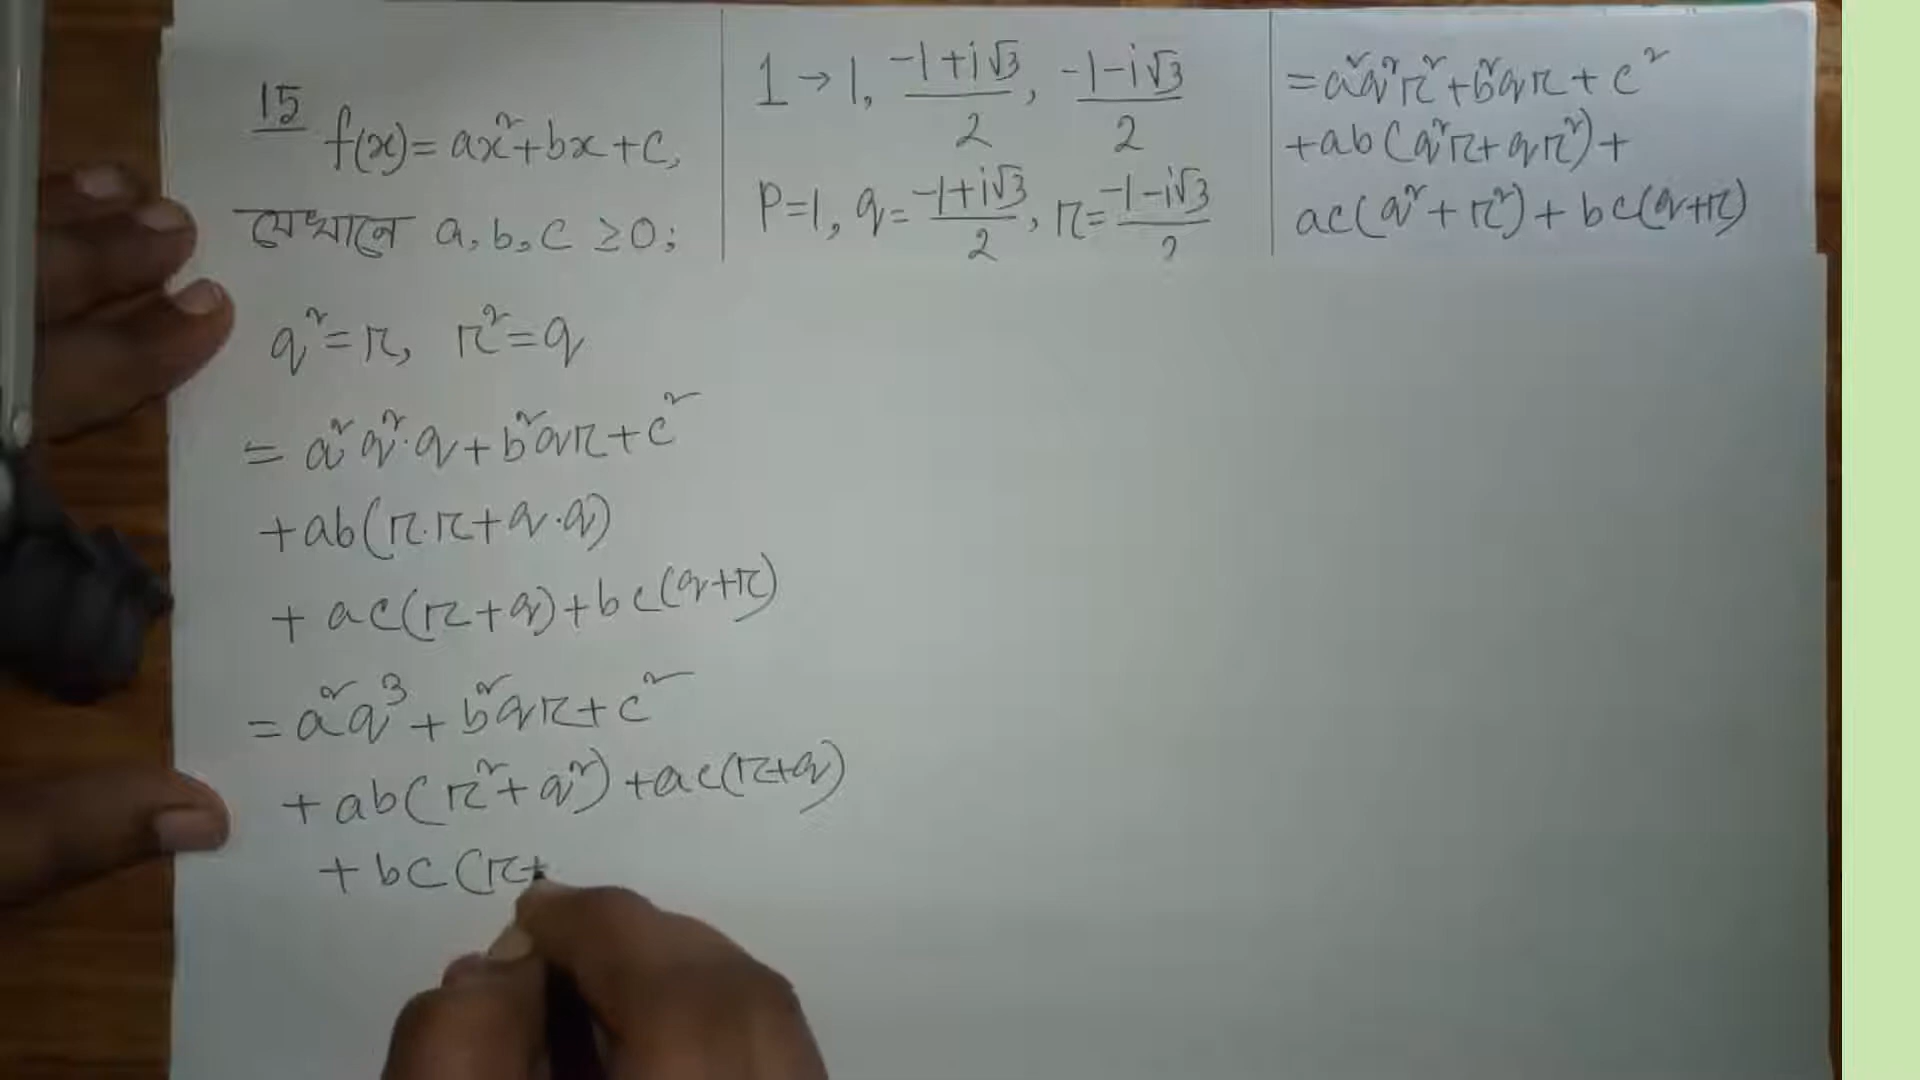 15
f(x)=ax²+bx+c,
যেখানে a, b, c ≥0;
1→1, (-1+i√3)/2, (-1-i√3)/2
P=1, q=(-1+i√3)/2, r=(-1-i√3)/2
=a²q²r²+b²qr+c²
+ab(q²r+qr²)+
ac(q²+r²)+bc(q+r)
q²=r, r²=q
= a²q²·q+b²qr+c²
+ab(r·r+q·q)
+ac(r+q)+bc(q+r)
=a²q³+b²qr+c²
+ab(r²+q²)+ac(r+q)
+bc(r+